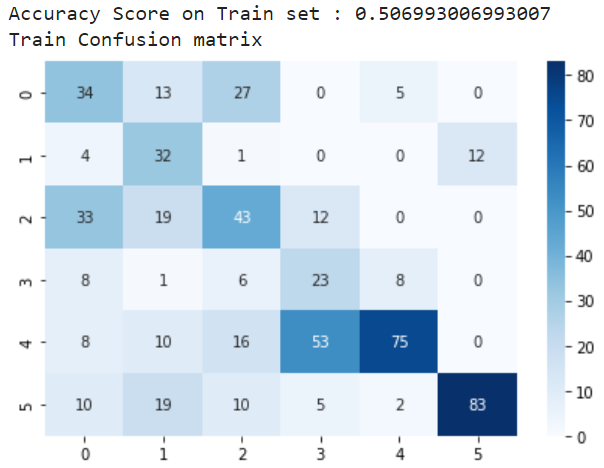 Accuracy Score on Train set : 0.506993006993007
Train Confusion matrix
0 34 13 27 0 5 0
1 4 32 1 0 0 12
2 33 19 43 12 0 0
3 8 1 6 23 8 0
4 8 10 16 53 75 0
5 10 19 10 5 2 83
0 1 2 3 4 5
80
70
60
50
40
30
20
10
0